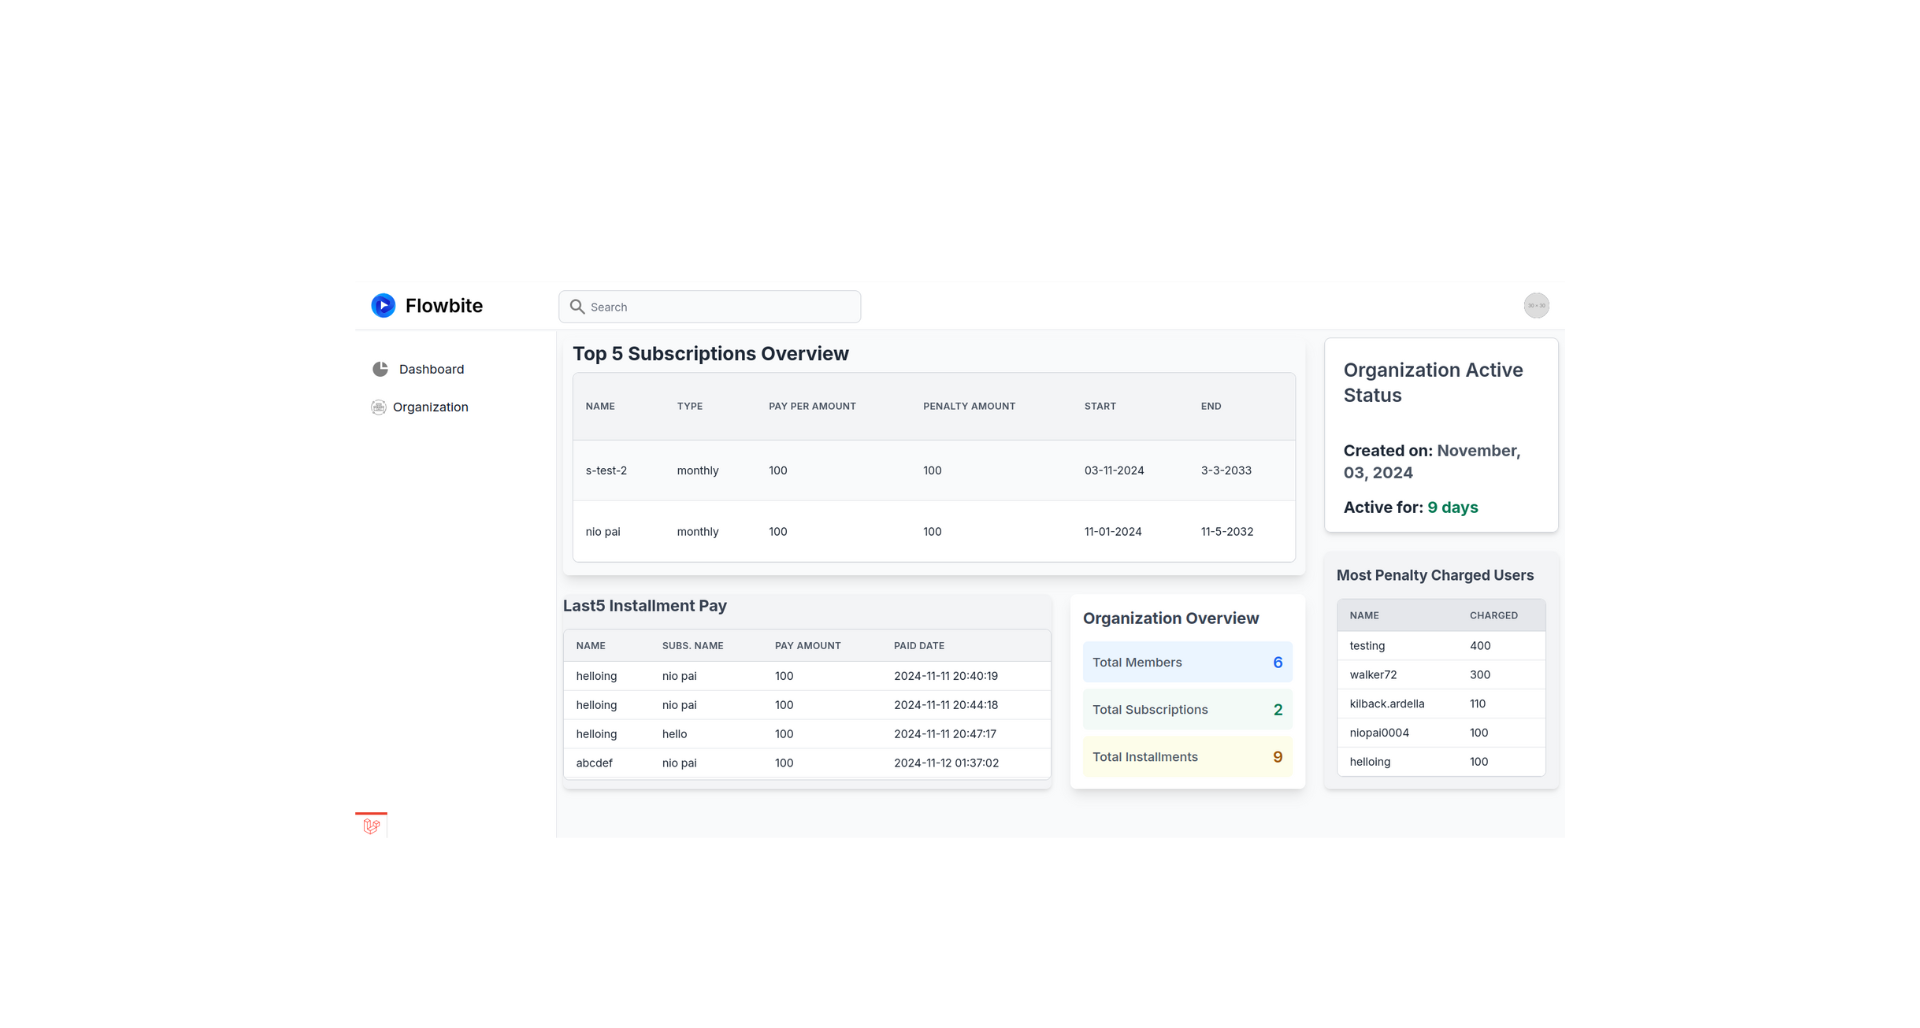 Flowbite
Search
Dashboard
Organization
Top 5 Subscriptions Overview
NAME TYPE PAY PER AMOUNT PENALTY AMOUNT START END
s-test-2 monthly 100 100 03-11-2024 3-3-2033
nio pai monthly 100 100 11-01-2024 11-5-2032
Organization Active
Status
Created on: November,
03, 2024
Active for: 9 days
Last5 Installment Pay
NAME SUBS. NAME PAY AMOUNT PAID DATE
helloing nio pai 100 2024-11-11 20:40:19
helloing nio pai 100 2024-11-11 20:44:18
helloing hello 100 2024-11-11 20:47:17
abcdef nio pai 100 2024-11-12 01:37:02
Organization Overview
Total Members 6
Total Subscriptions 2
Total Installments 9
Most Penalty Charged Users
NAME CHARGED
testing 400
walker72 300
kilback.ardella 110
niopai0004 100
helloing 100